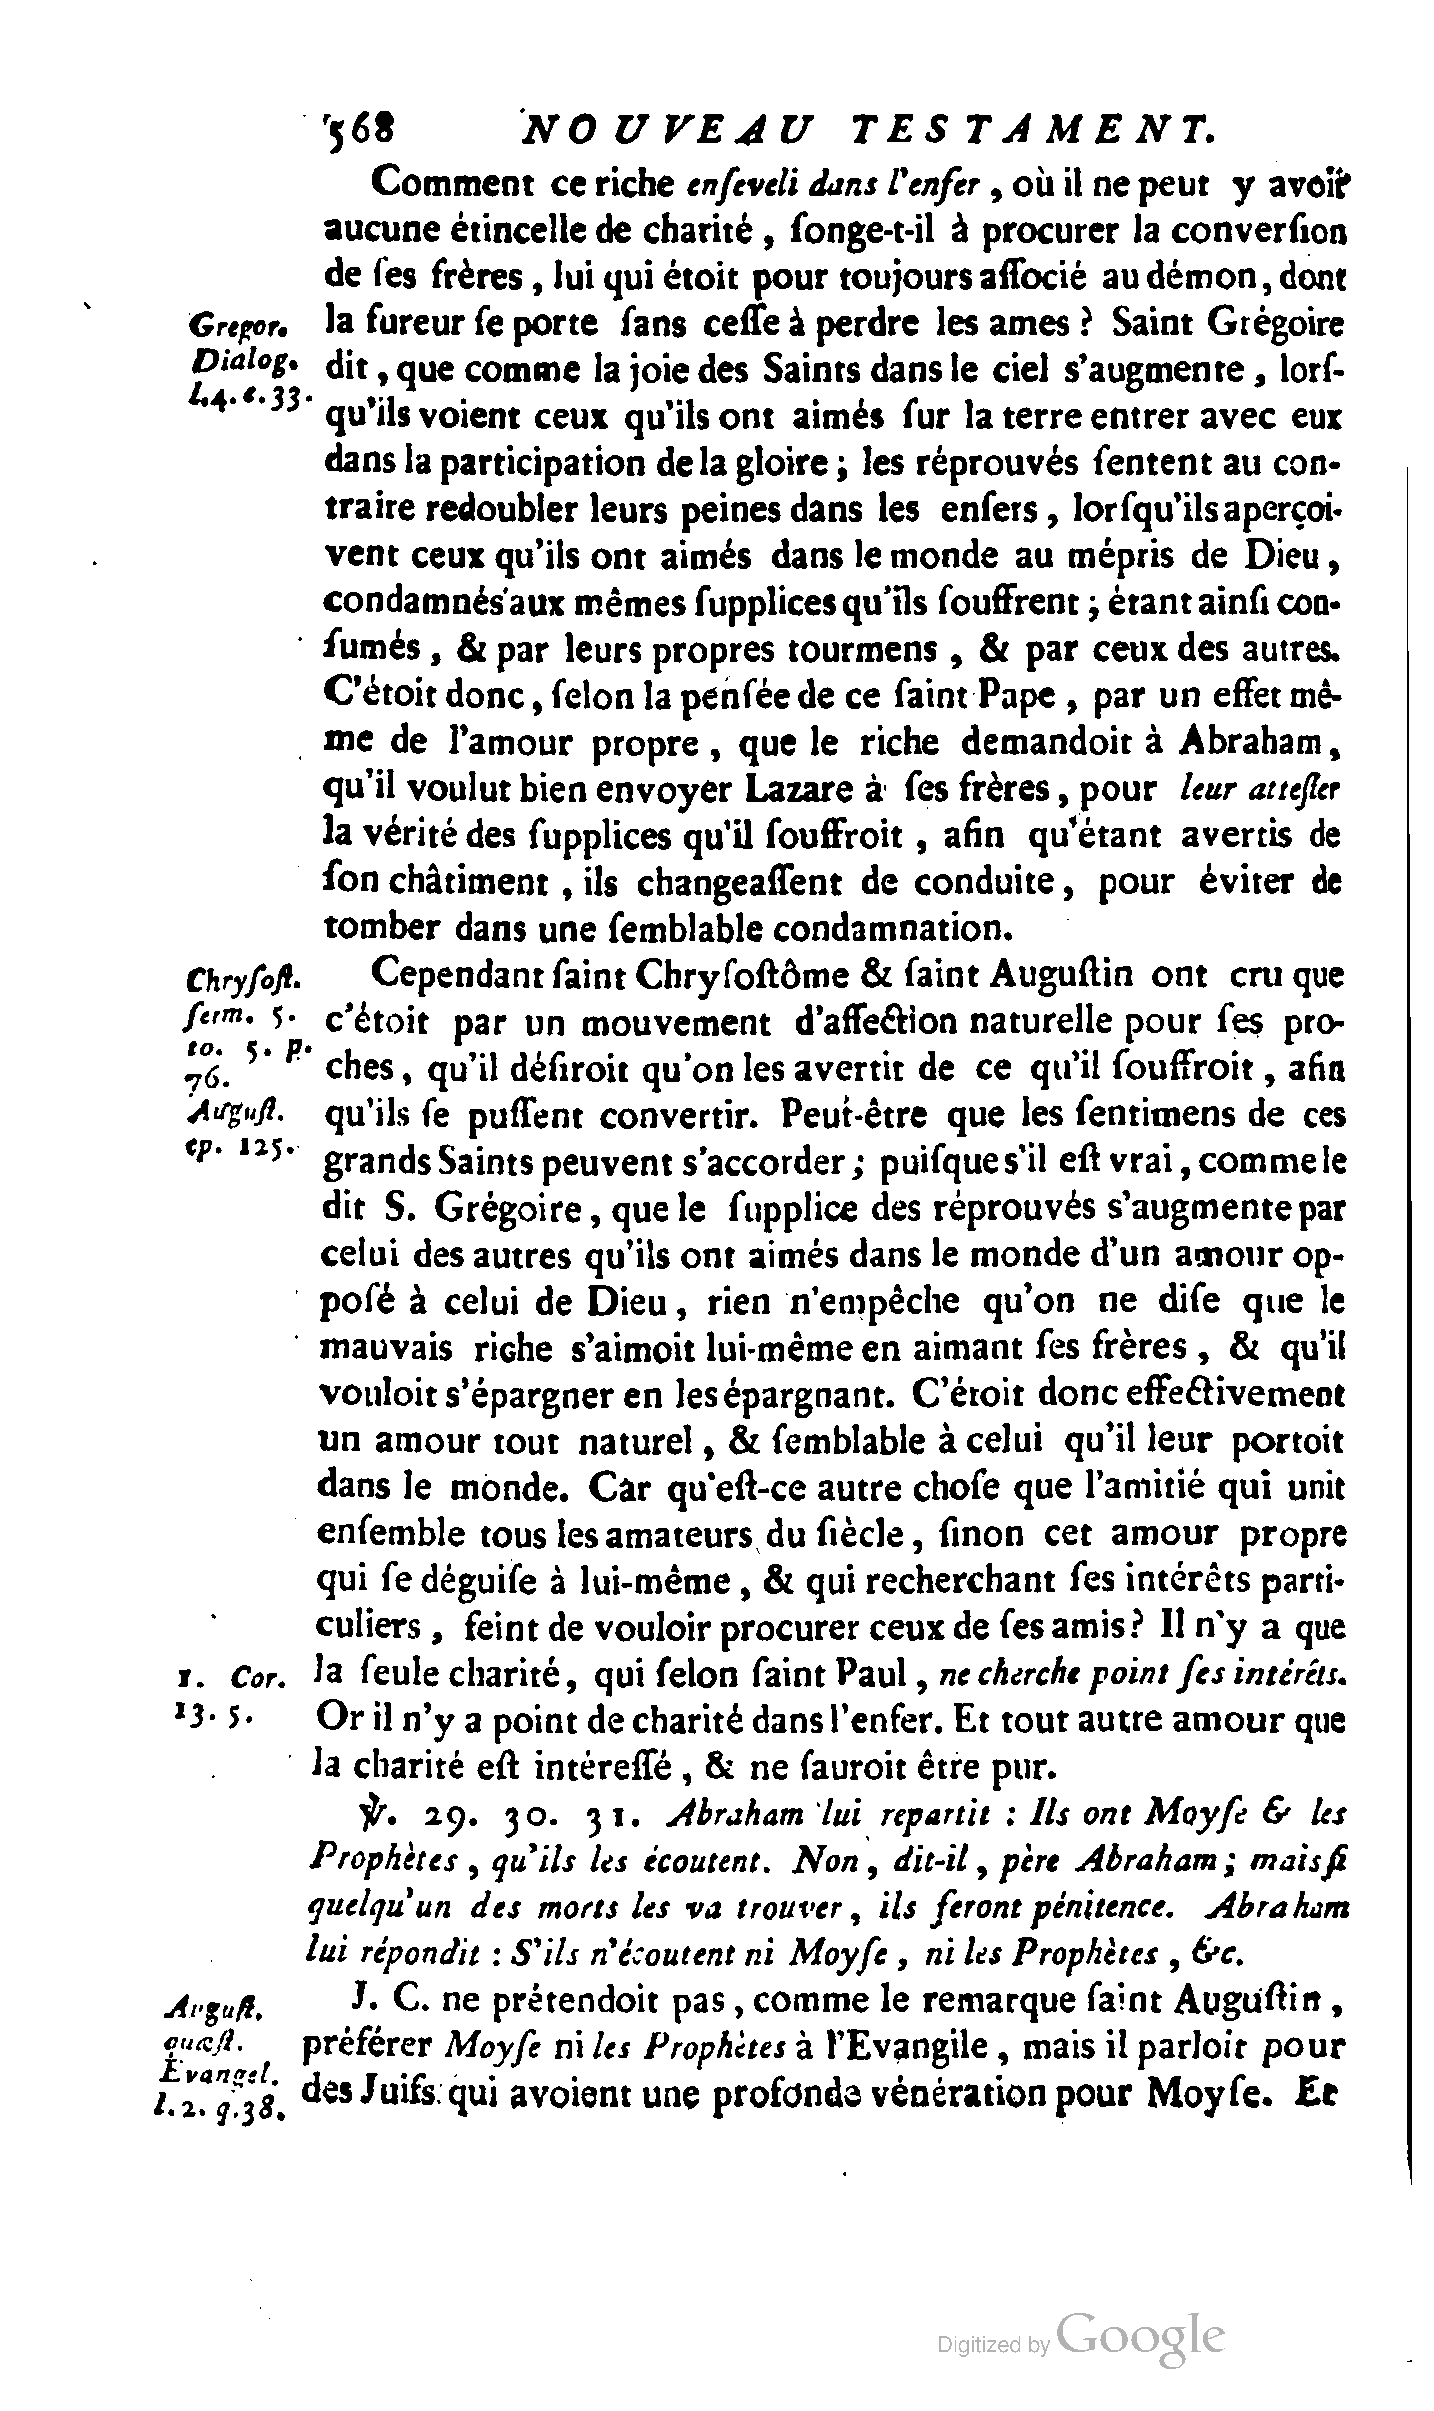 568 NOUVEAU TESTAMENT.
Comment ce riche enſeveli dans l'enfer, où il ne peut y avoir
aucune étincelle de charité, ſonge-t-il à procurer la converſion
de ſes frères, lui qui étoit pour toujours aſſocié au démon, dont
la fureur ſe porte ſans ceſſe à perdre les ames? Saint Grégoire
dit, que comme la joie des Saints dans le ciel s'augmente, lorſ-
qu'ils voient ceux qu'ils ont aimés ſur la terre entrer avec eux
dans la participation de la gloire; les réprouvés ſentent au con-
traire redoubler leurs peines dans les enfers, lorſqu'ils aperçoi-
vent ceux qu'ils ont aimés dans le monde au mépris de Dieu,
condamnés aux mêmes ſupplices qu'ils ſouffrent; étant ainſi con-
ſumés, & par leurs propres tourmens, & par ceux des autres.
C'étoit donc, ſelon la penſée de ce ſaint Pape, par un effet mê-
me de l'amour propre, que le riche demandoit à Abraham,
qu'il voulut bien envoyer Lazare à ſes frères, pour leur atteſter
la vérité des ſupplices qu'il ſouffroit, afin qu'étant avertis de
ſon châtiment, ils changeaſſent de conduite, pour éviter de
tomber dans une ſemblable condamnation.
Gregor.
Dialog.
L.4.c.33.
Cependant ſaint Chryſoſtôme & ſaint Auguſtin ont cru que
c'étoit par un mouvement d'affection naturelle pour ſes pro-
ches, qu'il déſiroit qu'on les avertit de ce qu'il ſouffroit, afin
qu'ils ſe puſſent convertir. Peut-être que les ſentimens de ces
grands Saints peuvent s'accorder; puiſque s'il eſt vrai, comme le
dit S. Grégoire, que le ſupplice des réprouvés s'augmente par
celui des autres qu'ils ont aimés dans le monde d'un amour op-
poſé à celui de Dieu, rien n'empêche qu'on ne diſe que le
mauvais riche s'aimoit lui-même en aimant ſes frères, & qu'il
vouloit s'épargner en les épargnant. C'étoit donc effectivement
un amour tout naturel, & ſemblable à celui qu'il leur portoit
dans le monde. Car qu'eſt-ce autre choſe que l'amitié qui unit
enſemble tous les amateurs du ſiècle, ſinon cet amour propre
qui ſe déguiſe à lui-même, & qui recherchant ſes intérêts parti-
culiers, feint de vouloir procurer ceux de ſes amis? Il n'y a que
la ſeule charité, qui ſelon ſaint Paul, ne cherche point ſes intérêts.
Or il n'y a point de charité dans l'enfer. Et tout autre amour que
la charité eſt intéreſſé, & ne ſauroit être pur.
Chryſoſt.
ſerm. 5.
to. 5. p.
76.
Auguſt.
ep. 125.
1. Cor.
13. 5.
℣. 29. 30. 31. Abraham lui repartit : Ils ont Moyſe & les
Prophètes, qu'ils les écoutent. Non, dit-il, père Abraham; mais ſi
quelqu'un des morts les va trouver, ils feront pénitence. Abraham
lui répondit : S'ils n'écoutent ni Moyſe, ni les Prophètes, &c.
J. C. ne prétendoit pas, comme le remarque ſaint Auguſtin,
préférer Moyſe ni les Prophètes à l'Evangile, mais il parloit pour
des Juifs qui avoient une profonde vénération pour Moyſe. Et
Auguſt.
quæſt.
Evangel.
l.2. q.38.
Digitized by Google